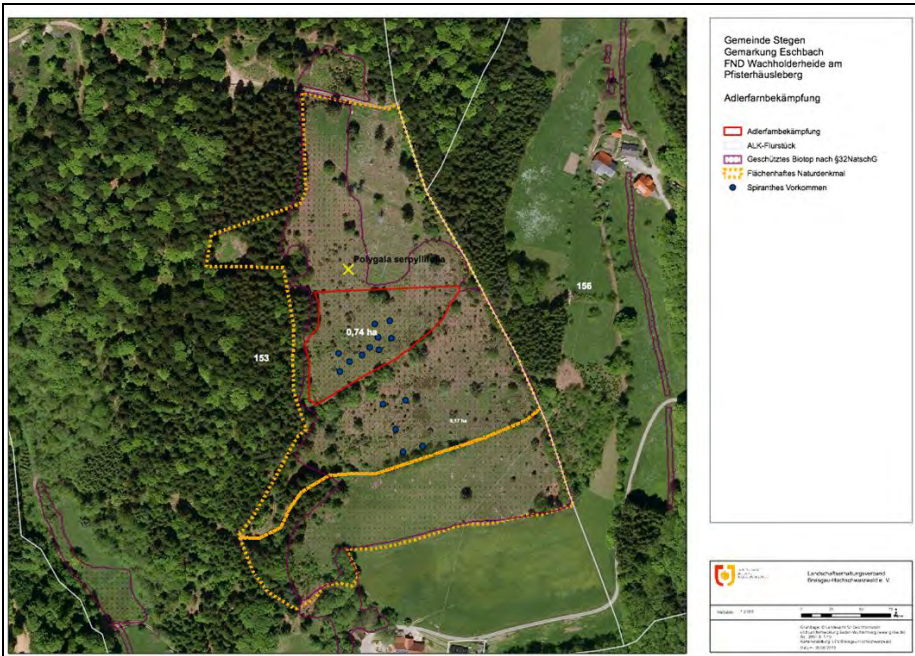 Gemeinde Stegen
Gemarkung Eschbach
FND Wachholderheide am
Pfisterhäusleberg
Adlerfarnbekämpfung
Adlerfarnbekämpfung
ALK-Flurstück
Geschütztes Biotop nach §32NatschG
Flächenhaftes Naturdenkmal
Spiranthes Vorkommen
Polygala serpyllifolia
0,74 ha
153
156
Landschaftserhaltungsverband
Breisgau-Hochschwarzwald e. V.